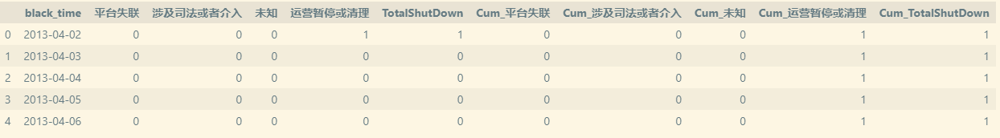 black_time 平台失联 涉及司法或者介入 未知 运营暂停或清理 TotalShutDown Cum_平台失联 Cum_涉及司法或者介入 Cum_未知 Cum_运营暂停或清理 Cum_TotalShutDown
0 2013-04-02 0 0 0 1 1 0 0 0 1 1
1 2013-04-03 0 0 0 0 0 0 0 0 1 1
2 2013-04-04 0 0 0 0 0 0 0 0 1 1
3 2013-04-05 0 0 0 0 0 0 0 0 1 1
4 2013-04-06 0 0 0 0 0 0 0 0 1 1